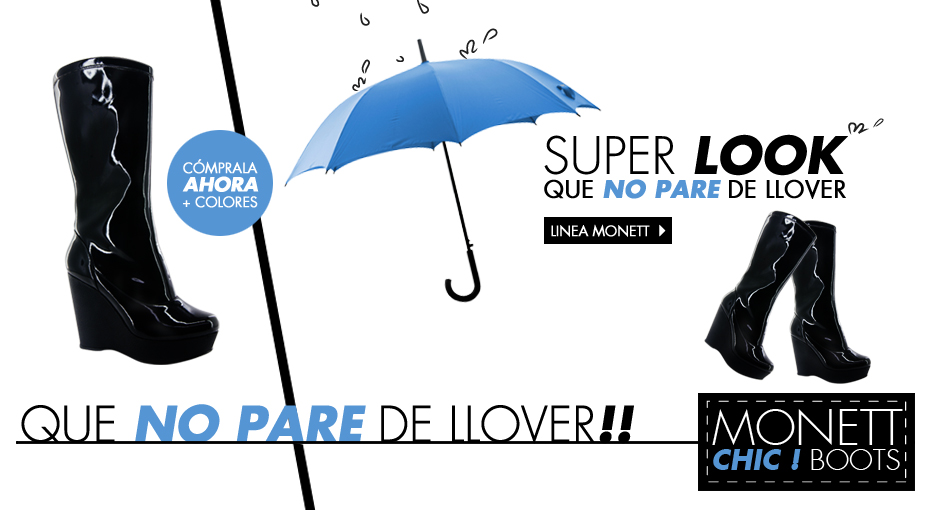 CÓMPRALA
AHORA
+ COLORES
SUPER LOOK
QUE NO PARE DE LLOVER
LINEA MONETT
QUE NO PARE DE LLOVER!!
MONETT
CHIC ! BOOTS